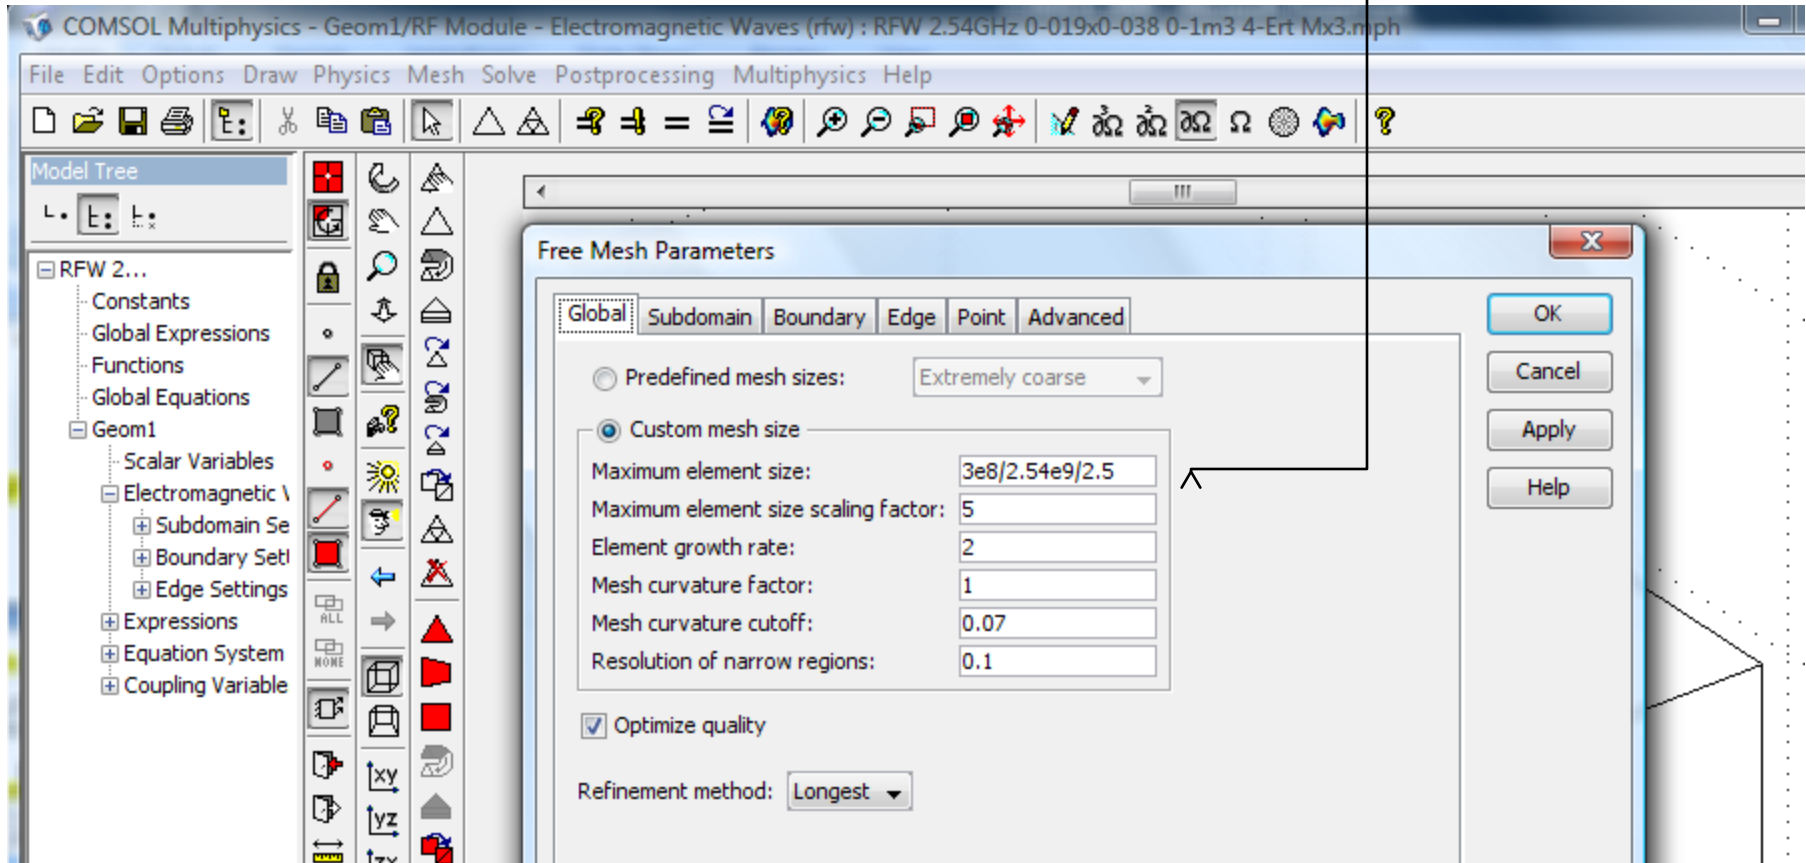 COMSOL Multiphysics - Geom1/RF Module - Electromagnetic Waves (rfw) : RFW 2.54GHz 0-019x0-038 0-1m3 4-Ert Mx3.mph
File Edit Options Draw Physics Mesh Solve Postprocessing Multiphysics Help
Model Tree
RFW 2...
Constants
Global Expressions
Functions
Global Equations
Geom1
Scalar Variables
Electromagnetic \
Subdomain Se
Boundary Set
Edge Settings
Expressions
Equation System
Coupling Variable
ALL
NONE
xy
yz
zx
Free Mesh Parameters
Global Subdomain Boundary Edge Point Advanced
Predefined mesh sizes: Extremely coarse
Custom mesh size
Maximum element size: 3e8/2.54e9/2.5
Maximum element size scaling factor: 5
Element growth rate: 2
Mesh curvature factor: 1
Mesh curvature cutoff: 0.07
Resolution of narrow regions: 0.1
Optimize quality
Refinement method: Longest
OK
Cancel
Apply
Help